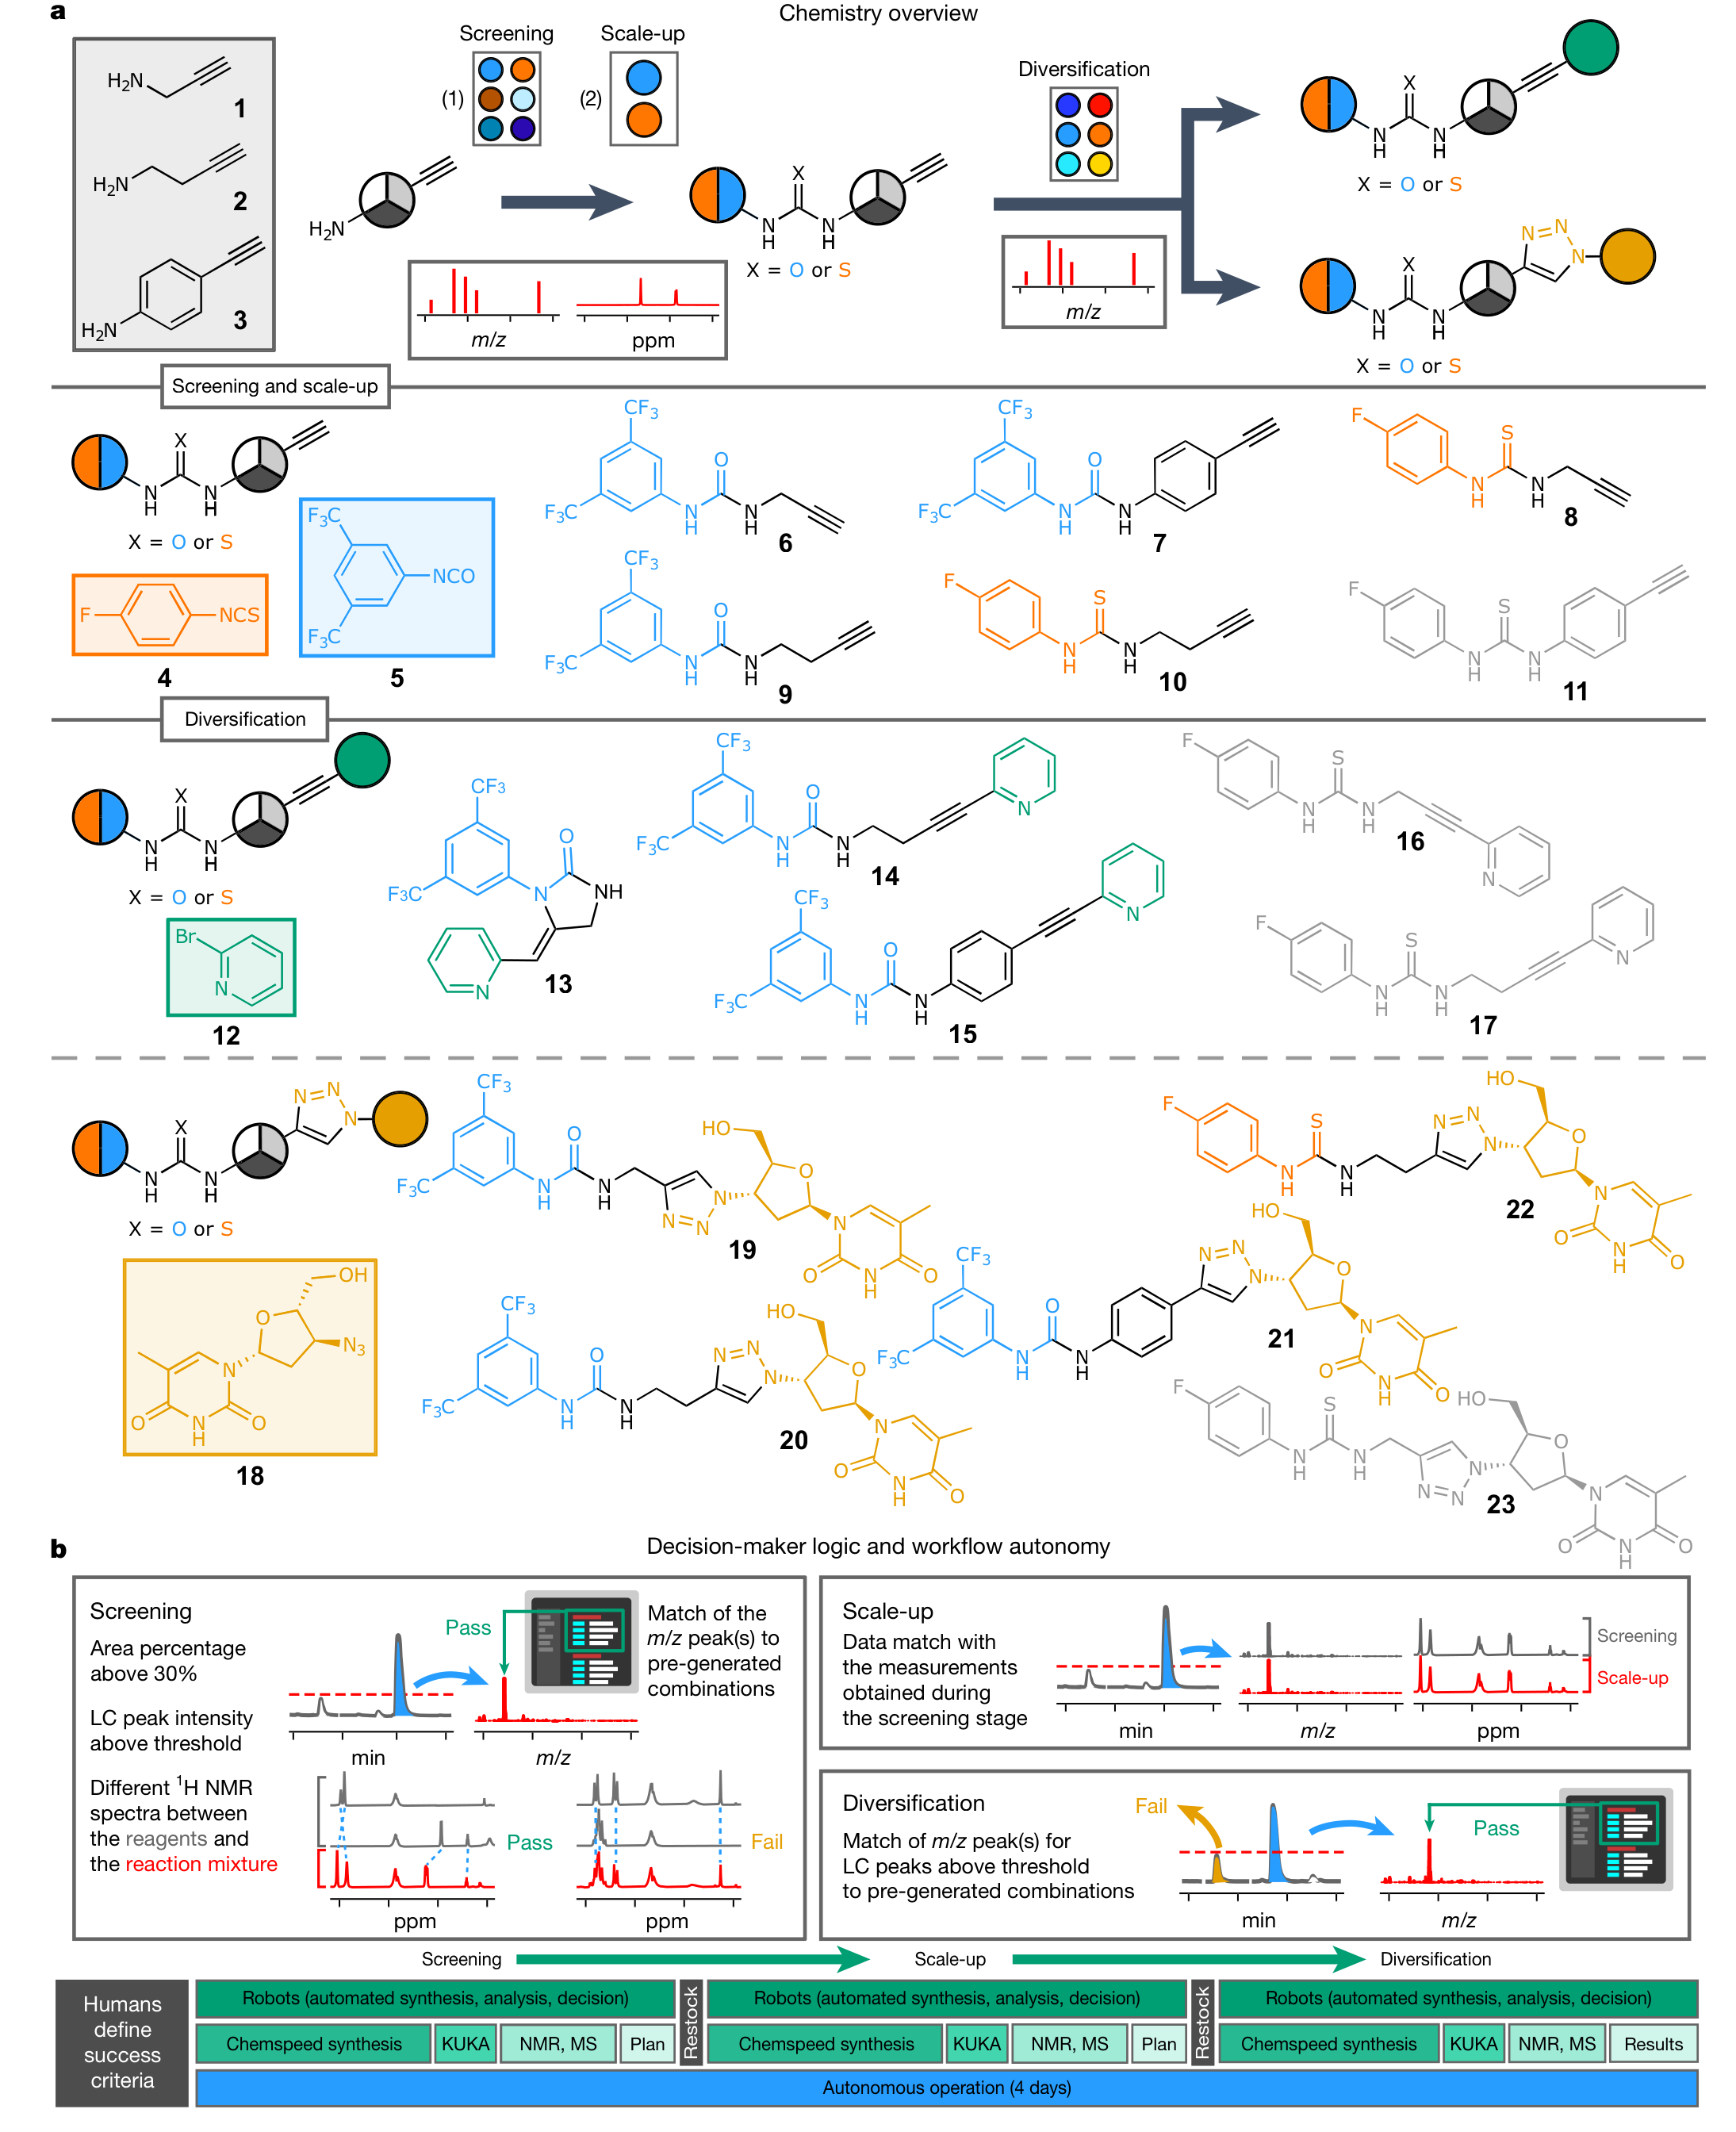 a
Chemistry overview
Screening
Scale-up
Diversification
(1)
(2)
H₂N
1
H₂N
2
H₂N
3
H₂N
X
N
H
N
H
X = O or S
m/z
ppm
m/z
X
N
H
N
H
X = O or S
N
N
N
X
N
H
N
H
X = O or S
Screening and scale-up
X
N
H
N
H
X = O or S
F
NCS
4
F₃C
NCO
F₃C
5
CF₃
F₃C
O
N
H
N
H
6
CF₃
F₃C
O
N
H
N
H
7
F
S
N
H
N
H
8
CF₃
F₃C
O
N
H
N
H
9
F
S
N
H
N
H
10
F
S
N
H
N
H
11
Diversification
X
N
H
N
H
X = O or S
Br
N
12
CF₃
F₃C
O
N
NH
N
13
CF₃
F₃C
O
N
H
N
H
N
14
CF₃
F₃C
O
N
H
N
H
N
15
F
S
N
H
N
H
N
16
F
S
N
H
N
H
N
17
N
N
N
X
N
H
N
H
X = O or S
OH
O
N₃
N
O
N
H
O
18
CF₃
F₃C
O
N
H
N
H
N
N
N
HO
O
N
O
N
H
O
19
CF₃
F₃C
O
N
H
N
H
N
N
N
HO
O
N
O
N
H
O
20
CF₃
F₃C
O
N
H
N
H
N
N
N
HO
O
N
O
N
H
O
21
F
S
N
H
N
H
N
N
N
HO
O
N
O
N
H
O
22
F
S
N
H
N
H
N
N
N
HO
O
N
O
N
H
O
23
b
Decision-maker logic and workflow autonomy
Screening
Area percentage
above 30%
LC peak intensity
above threshold
Different ¹H NMR
spectra between
the reagents and
the reaction mixture
Pass
Match of the
m/z peak(s) to
pre-generated
combinations
min
m/z
Pass
Fail
ppm
ppm
Scale-up
Data match with
the measurements
obtained during
the screening stage
Screening
Scale-up
min
m/z
ppm
Diversification
Match of m/z peak(s) for
LC peaks above threshold
to pre-generated combinations
Fail
Pass
min
m/z
Screening
Scale-up
Diversification
Humans
define
success
criteria
Robots (automated synthesis, analysis, decision)
Chemspeed synthesis
KUKA
NMR, MS
Plan
Restock
Robots (automated synthesis, analysis, decision)
Chemspeed synthesis
KUKA
NMR, MS
Plan
Restock
Robots (automated synthesis, analysis, decision)
Chemspeed synthesis
KUKA
NMR, MS
Results
Autonomous operation (4 days)